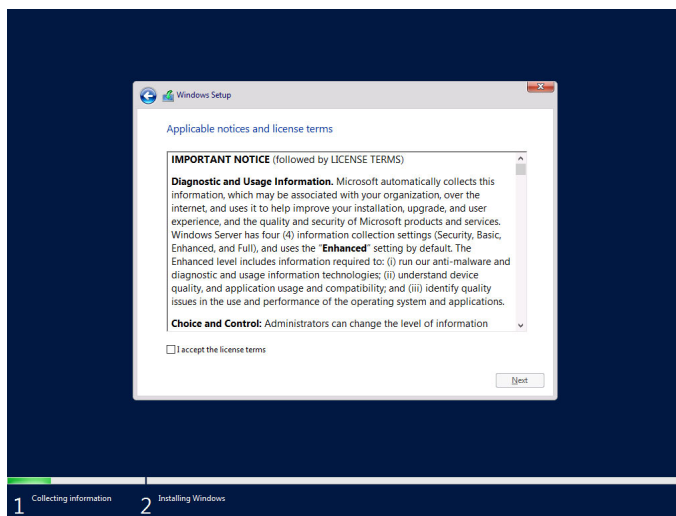 Windows Setup
Applicable notices and license terms
IMPORTANT NOTICE (followed by LICENSE TERMS)
Diagnostic and Usage Information. Microsoft automatically collects this
information, which may be associated with your organization, over the
internet, and uses it to help improve your installation, upgrade, and user
experience, and the quality and security of Microsoft products and services.
Windows Server has four (4) information collection settings (Security, Basic,
Enhanced, and Full), and uses the “Enhanced” setting by default. The
Enhanced level includes information required to: (i) run our anti-malware and
diagnostic and usage information technologies; (ii) understand device
quality, and application usage and compatibility; and (iii) identify quality
issues in the use and performance of the operating system and applications.
Choice and Control: Administrators can change the level of information
I accept the license terms
Next
1 Collecting information
2 Installing Windows